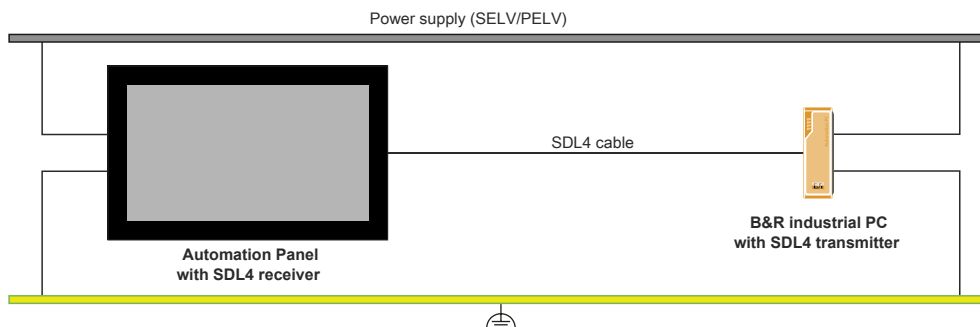 Power supply (SELV/PELV)
SDL4 cable
Automation Panel
with SDL4 receiver
B&R industrial PC
with SDL4 transmitter